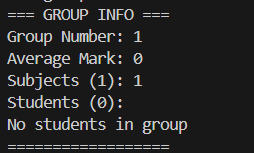 === GROUP INFO ===
Group Number: 1
Average Mark: 0
Subjects (1): 1
Students (0):
No students in group
==================